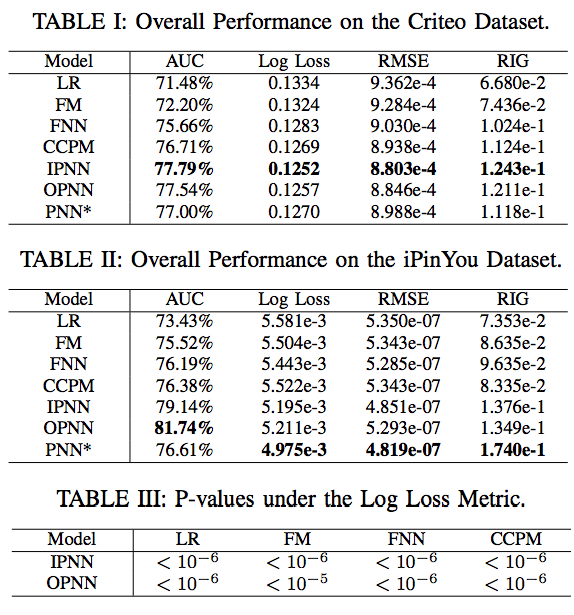 TABLE I: Overall Performance on the Criteo Dataset.
Model AUC Log Loss RMSE RIG
LR 71.48% 0.1334 9.362e-4 6.680e-2
FM 72.20% 0.1324 9.284e-4 7.436e-2
FNN 75.66% 0.1283 9.030e-4 1.024e-1
CCPM 76.71% 0.1269 8.938e-4 1.124e-1
IPNN 77.79% 0.1252 8.803e-4 1.243e-1
OPNN 77.54% 0.1257 8.846e-4 1.211e-1
PNN* 77.00% 0.1270 8.988e-4 1.118e-1
TABLE II: Overall Performance on the iPinYou Dataset.
Model AUC Log Loss RMSE RIG
LR 73.43% 5.581e-3 5.350e-07 7.353e-2
FM 75.52% 5.504e-3 5.343e-07 8.635e-2
FNN 76.19% 5.443e-3 5.285e-07 9.635e-2
CCPM 76.38% 5.522e-3 5.343e-07 8.335e-2
IPNN 79.14% 5.195e-3 4.851e-07 1.376e-1
OPNN 81.74% 5.211e-3 5.293e-07 1.349e-1
PNN* 76.61% 4.975e-3 4.819e-07 1.740e-1
TABLE III: P-values under the Log Loss Metric.
Model LR FM FNN CCPM
IPNN < 10⁻⁶ < 10⁻⁶ < 10⁻⁶ < 10⁻⁶
OPNN < 10⁻⁶ < 10⁻⁵ < 10⁻⁶ < 10⁻⁶